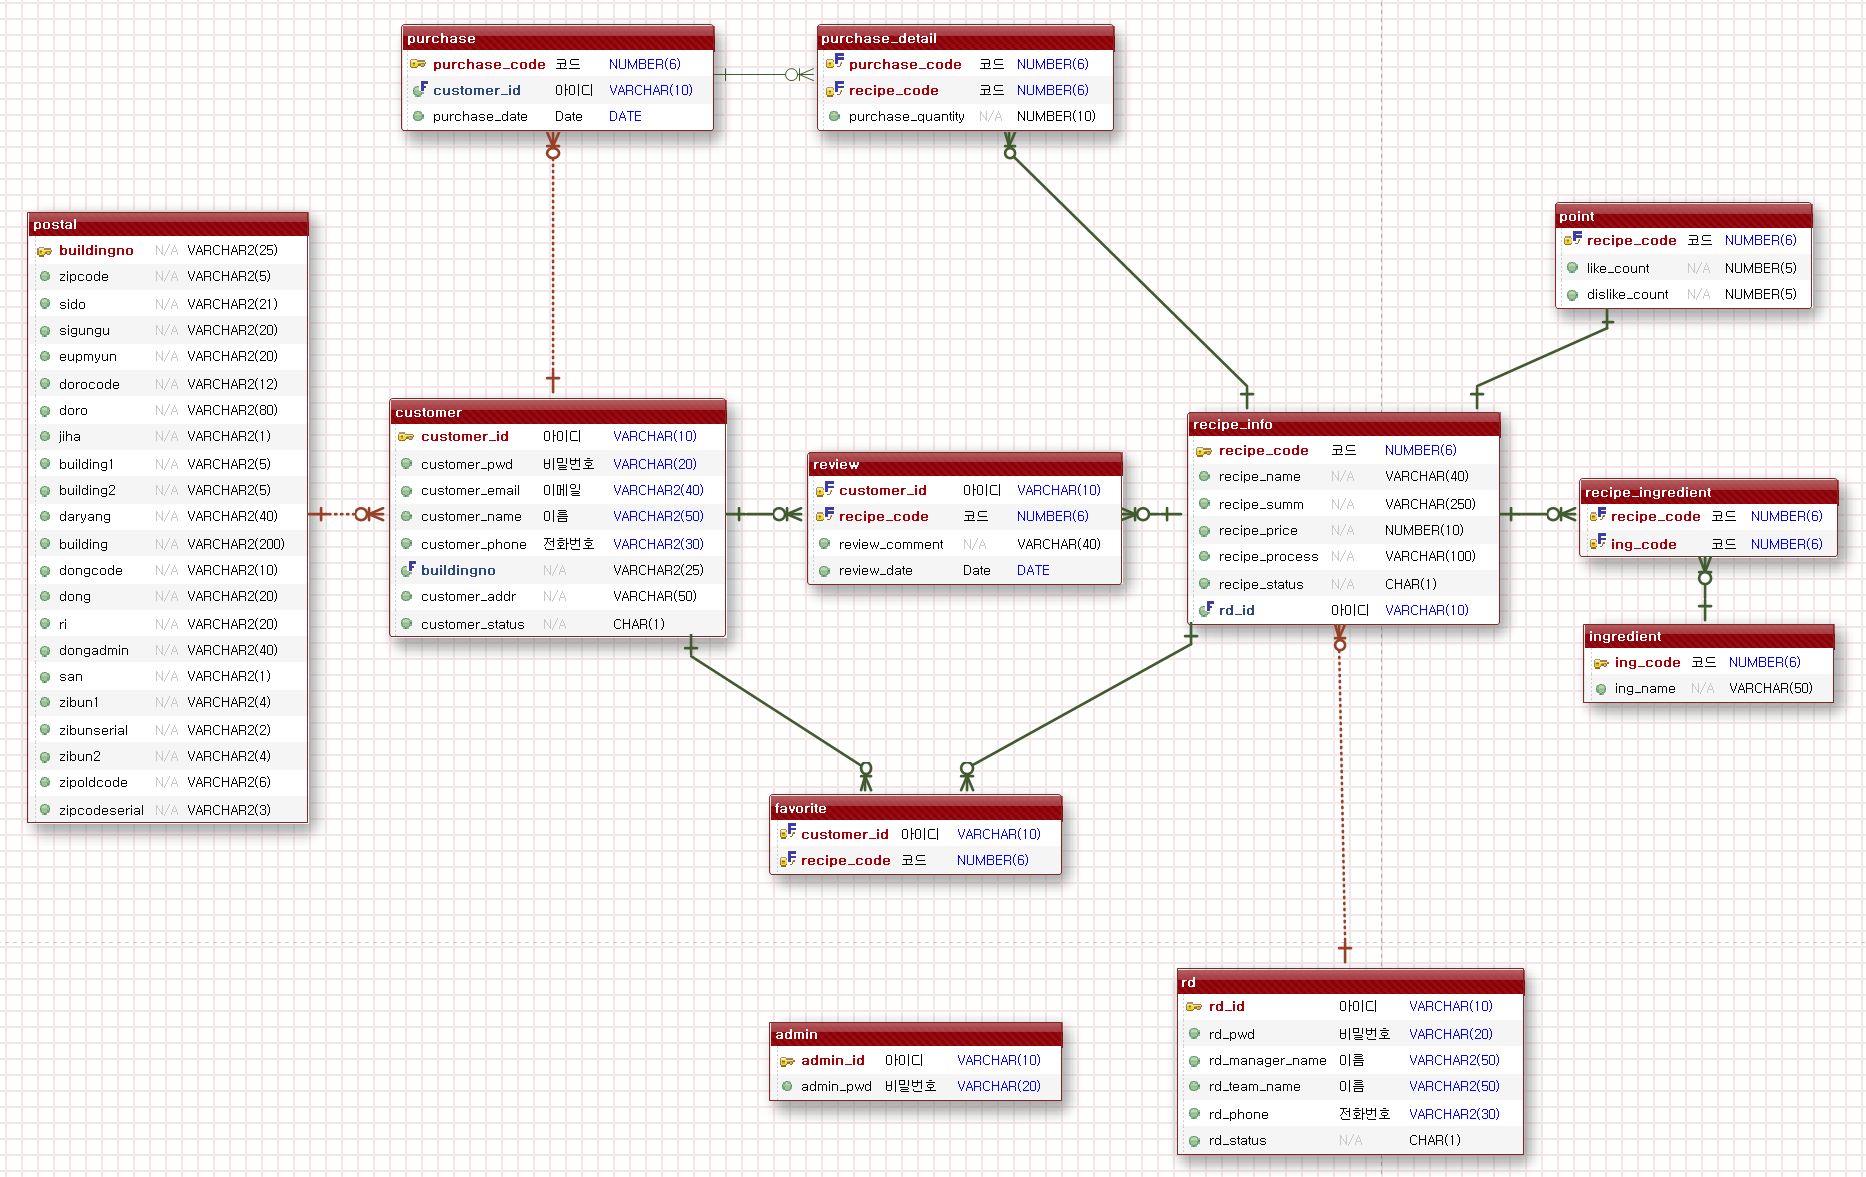 purchase
purchase_code 코드 NUMBER(6)
customer_id 아이디 VARCHAR(10)
purchase_date Date DATE
purchase_detail
purchase_code 코드 NUMBER(6)
recipe_code 코드 NUMBER(6)
purchase_quantity N/A NUMBER(10)
postal
buildingno N/A VARCHAR2(25)
zipcode N/A VARCHAR2(5)
sido N/A VARCHAR2(21)
sigungu N/A VARCHAR2(20)
eupmyun N/A VARCHAR2(20)
dorocode N/A VARCHAR2(12)
doro N/A VARCHAR2(80)
jiha N/A VARCHAR2(1)
building1 N/A VARCHAR2(5)
building2 N/A VARCHAR2(5)
daryang N/A VARCHAR2(40)
building N/A VARCHAR2(200)
dongcode N/A VARCHAR2(10)
dong N/A VARCHAR2(20)
ri N/A VARCHAR2(20)
dongadmin N/A VARCHAR2(40)
san N/A VARCHAR2(1)
zibun1 N/A VARCHAR2(4)
zibunserial N/A VARCHAR2(2)
zibun2 N/A VARCHAR2(4)
zipoldcode N/A VARCHAR2(6)
zipcodeserial N/A VARCHAR2(3)
point
recipe_code 코드 NUMBER(6)
like_count N/A NUMBER(5)
dislike_count N/A NUMBER(5)
customer
customer_id 아이디 VARCHAR(10)
customer_pwd 비밀번호 VARCHAR(20)
customer_email 이메일 VARCHAR2(40)
customer_name 이름 VARCHAR2(50)
customer_phone 전화번호 VARCHAR2(30)
buildingno N/A VARCHAR2(25)
customer_addr N/A VARCHAR(50)
customer_status N/A CHAR(1)
review
customer_id 아이디 VARCHAR(10)
recipe_code 코드 NUMBER(6)
review_comment N/A VARCHAR(40)
review_date Date DATE
recipe_info
recipe_code 코드 NUMBER(6)
recipe_name N/A VARCHAR(40)
recipe_summ N/A VARCHAR(250)
recipe_price N/A NUMBER(10)
recipe_process N/A VARCHAR(100)
recipe_status N/A CHAR(1)
rd_id 아이디 VARCHAR(10)
recipe_ingredient
recipe_code 코드 NUMBER(6)
ing_code 코드 NUMBER(6)
ingredient
ing_code 코드 NUMBER(6)
ing_name N/A VARCHAR(50)
favorite
customer_id 아이디 VARCHAR(10)
recipe_code 코드 NUMBER(6)
admin
admin_id 아이디 VARCHAR(10)
admin_pwd 비밀번호 VARCHAR(20)
rd
rd_id 아이디 VARCHAR(10)
rd_pwd 비밀번호 VARCHAR(20)
rd_manager_name 이름 VARCHAR2(50)
rd_team_name 이름 VARCHAR2(50)
rd_phone 전화번호 VARCHAR2(30)
rd_status N/A CHAR(1)